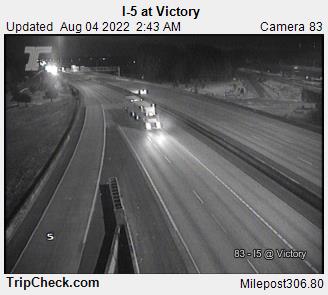 I-5 at Victory
Updated Aug 04 2022 2:43 AM Camera 83
S
83 - I5 @ Victory
TripCheck.com Milepost306.80